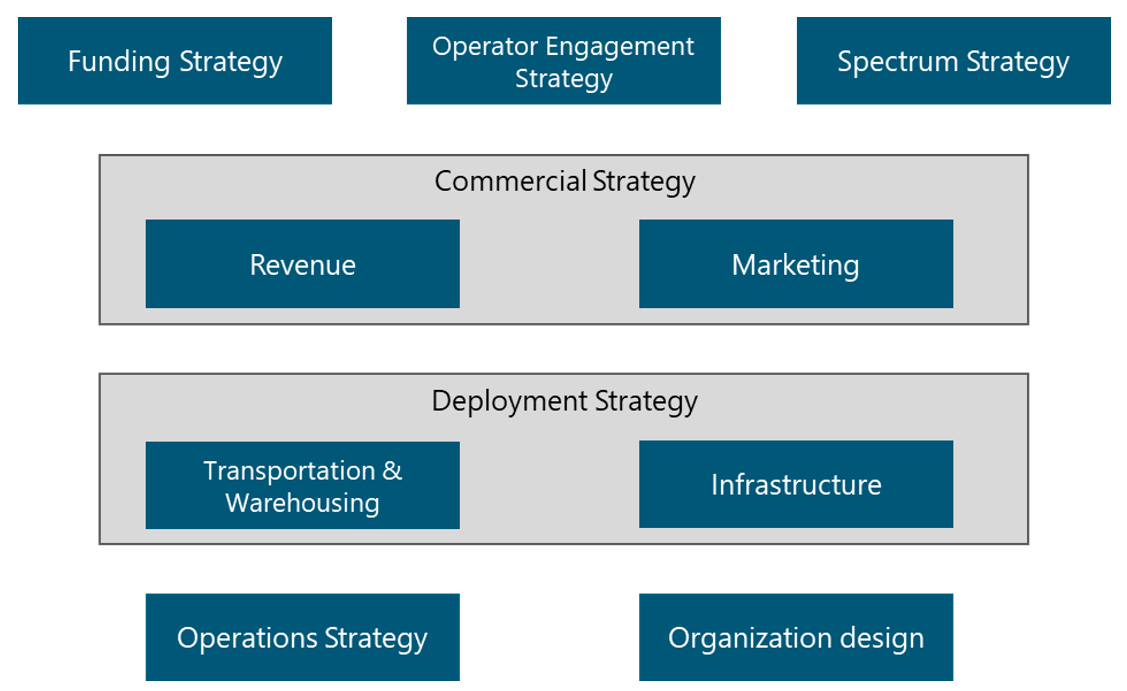 Funding Strategy
Operator Engagement
Strategy
Spectrum Strategy
Commercial Strategy
Revenue
Marketing
Deployment Strategy
Transportation &
Warehousing
Infrastructure
Operations Strategy
Organization design